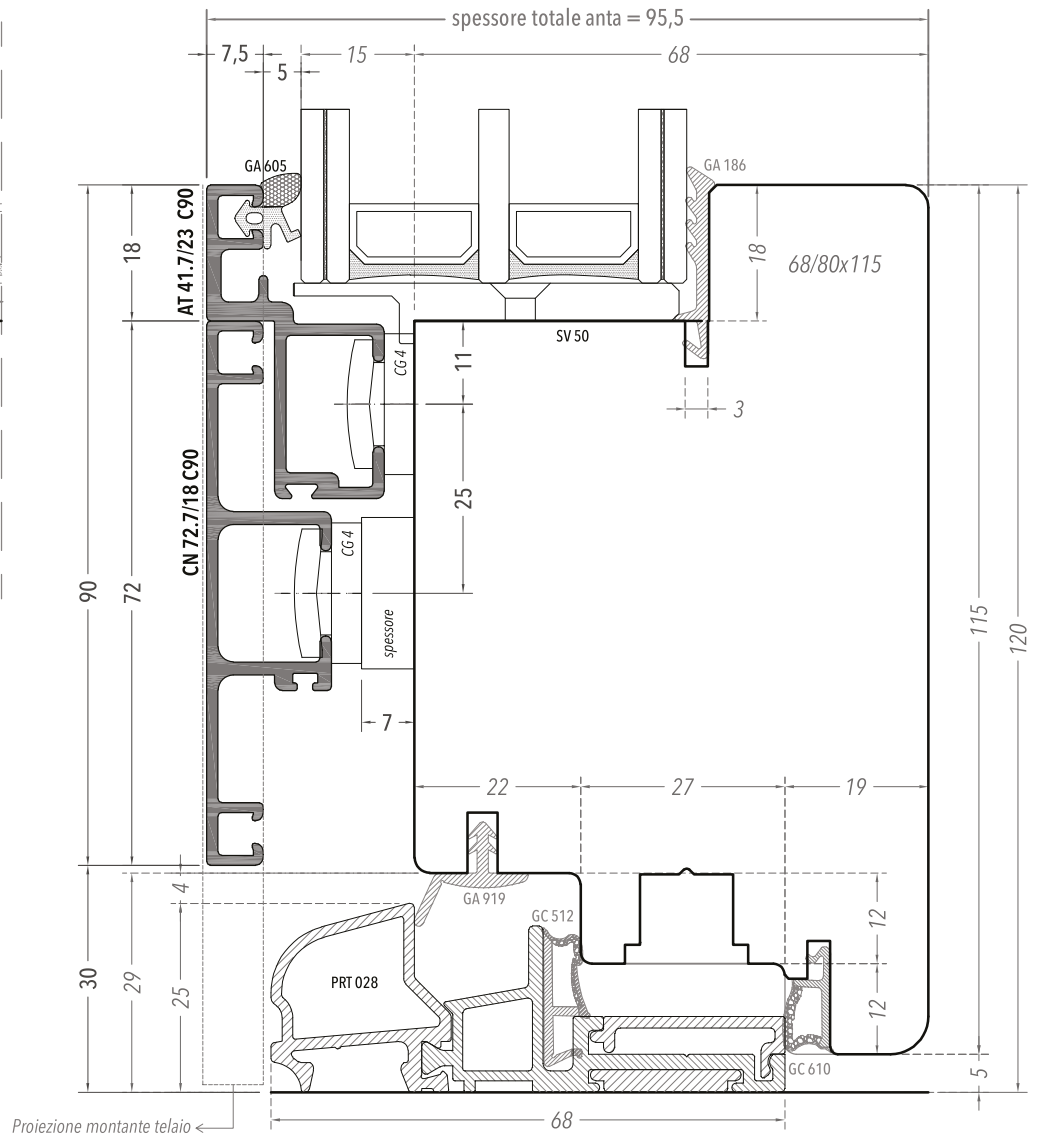 spessore totale anta = 95,5
7,5
15
68
5
GA 605
GA 186
AT 41.7/23 C90
18
18
68/80x115
SV 50
CG 4
11
3
25
CN 72.7/18 C90
CG 4
90
72
spessore
115
120
7
22
27
19
4
GA 919
GC 512
12
PRT 028
30
29
25
12
GC 610
5
68
Proiezione montante telaio